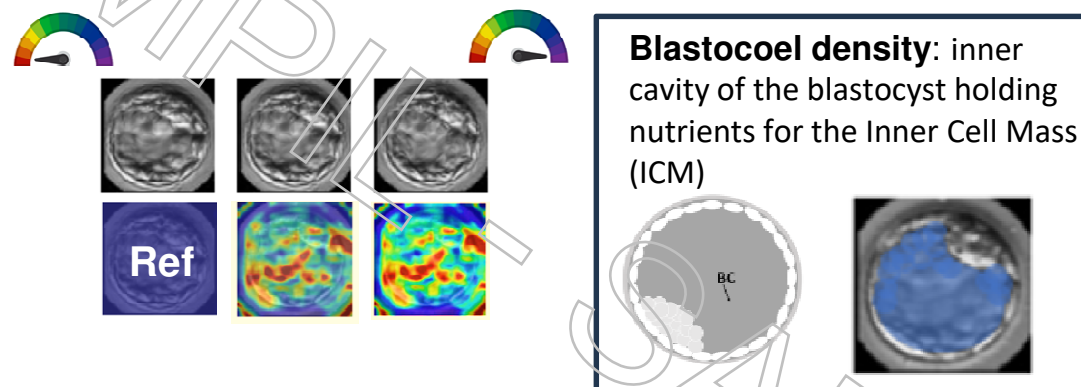 Blastocoel density: inner
cavity of the blastocyst holding
nutrients for the Inner Cell Mass
(ICM)
Ref
BC